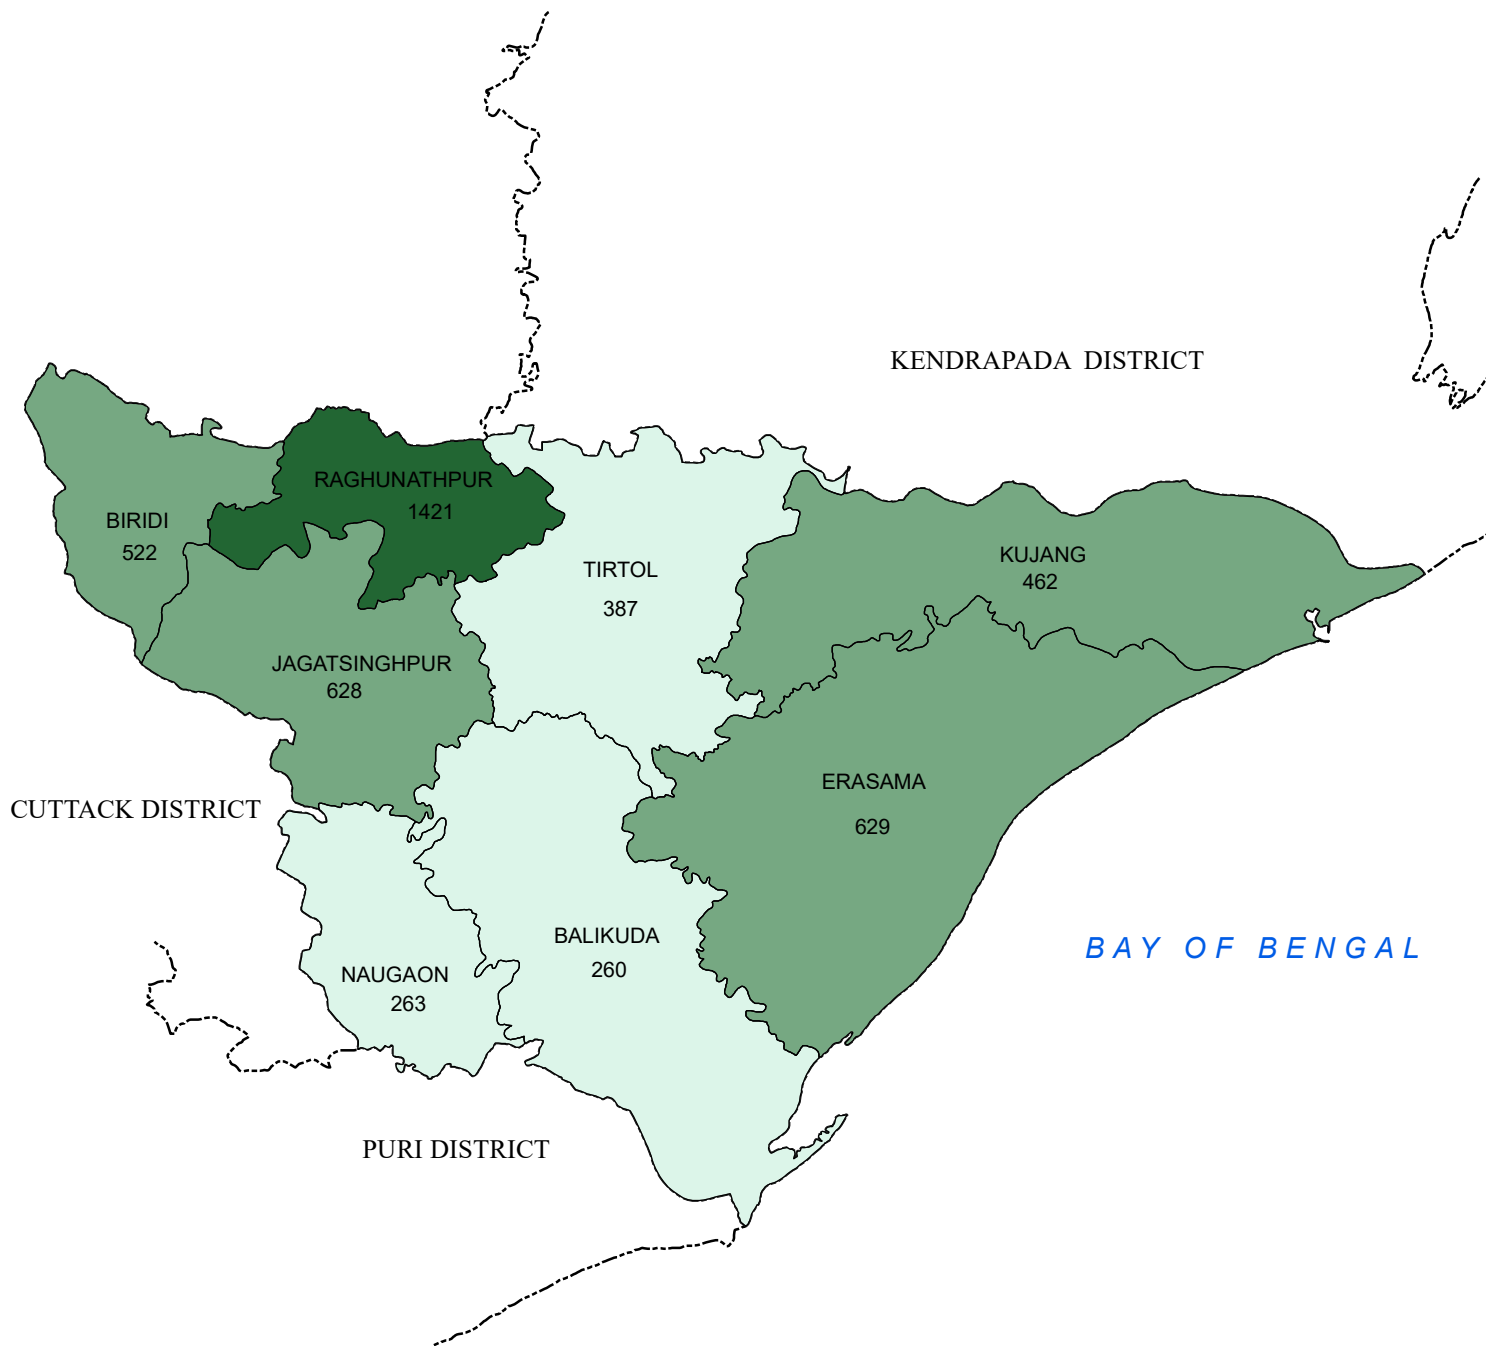 KENDRAPADA DISTRICT
RAGHUNATHPUR
1421
BIRIDI
522
TIRTOL
387
KUJANG
462
JAGATSINGHPUR
628
ERASAMA
629
CUTTACK DISTRICT
BALIKUDA
260
BAY OF BENGAL
NAUGAON
263
PURI DISTRICT